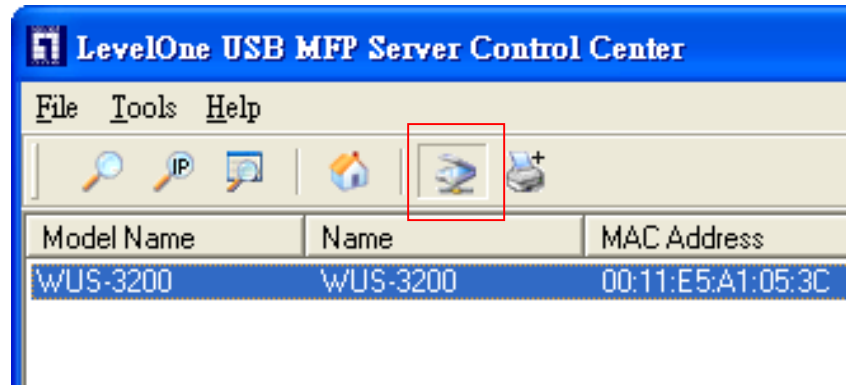 LevelOne USB MFP Server Control Center
File Tools Help
IP
Model Name Name MAC Address
WUS-3200 WUS-3200 00:11:E5:A1:05:3C